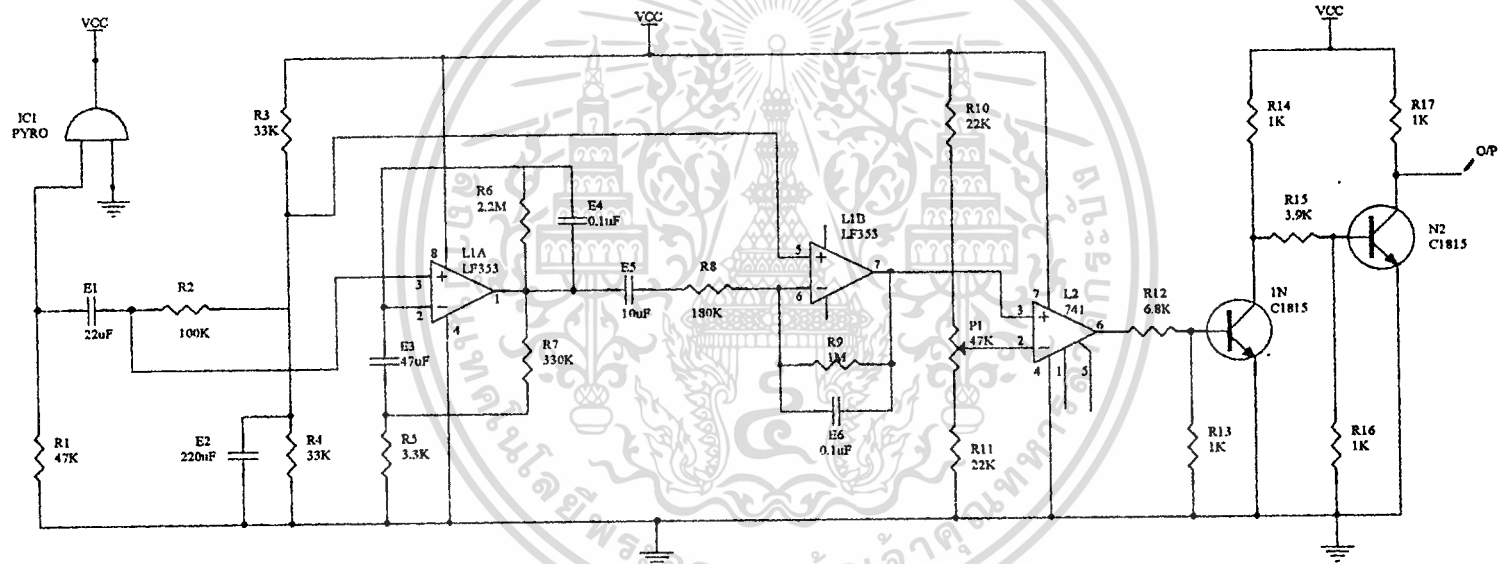 VCC
IC1
PYRO
R3
33K
E1
22uF
R2
100K
R1
47K
E2
220uF
R4
33K
VCC
R6
2.2M
E4
0.1uF
8
L1A
LF353
3
2
1
4
E3
47uF
R7
330K
R5
3.3K
E5
10uF
R8
180K
L1B
LF353
5
6
7
R9
1M
E6
0.1uF
R10
22K
P1
47K
R11
22K
7
L2
741
3
2
6
4
1
5
R12
6.8K
R13
1K
VCC
R14
1K
R17
1K
O/P
R15
3.9K
N2
C1815
1N
C1815
R16
1K